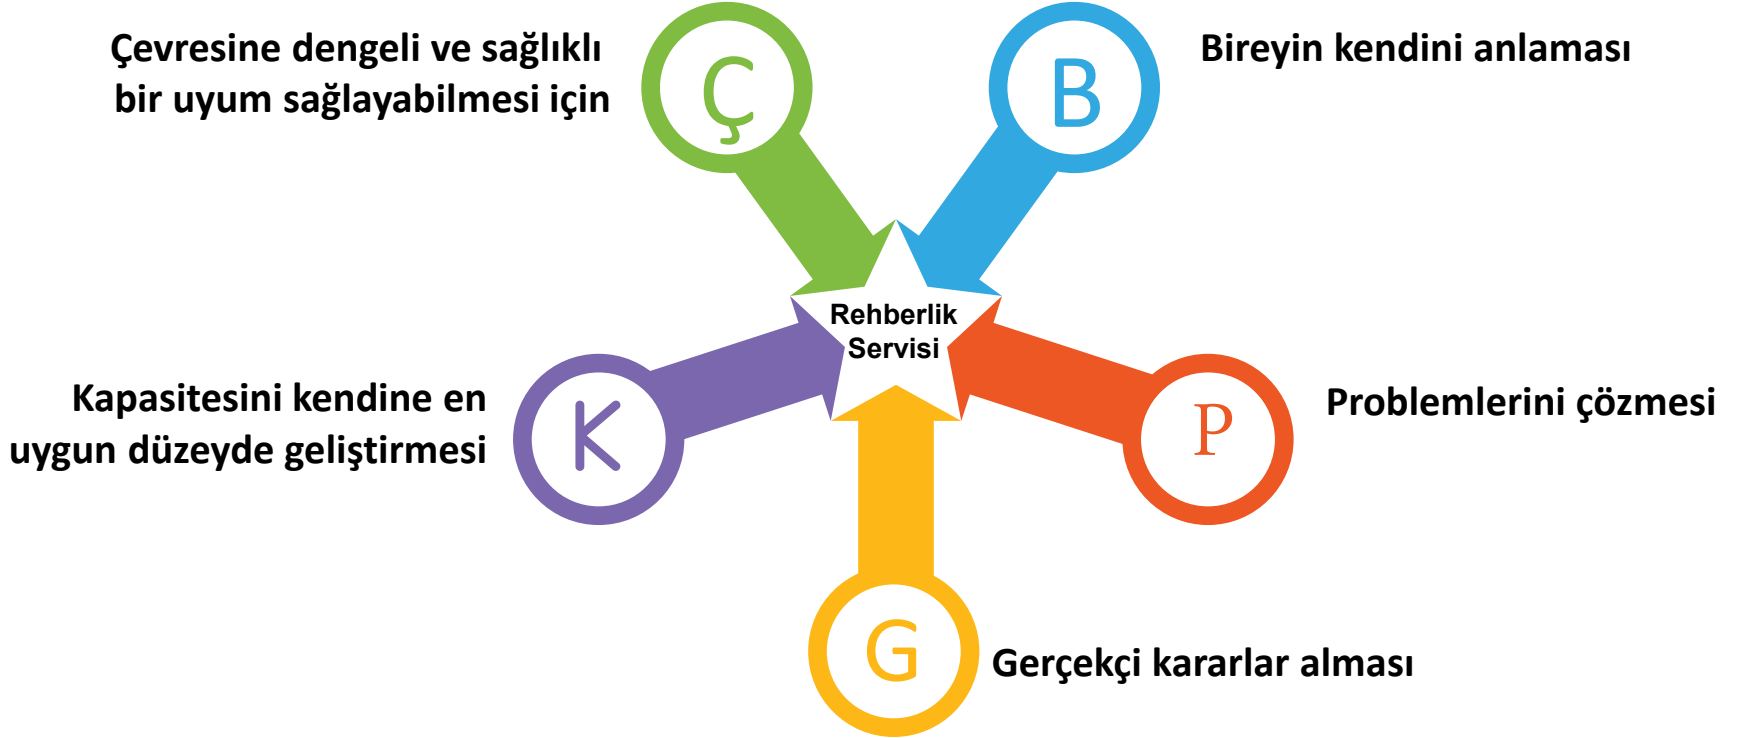 Çevresine dengeli ve sağlıklı
bir uyum sağlayabilmesi için
Ç
B
Bireyin kendini anlaması
Rehberlik
Servisi
Kapasitesini kendine en
uygun düzeyde geliştirmesi
K
P
Problemlerini çözmesi
G
Gerçekçi kararlar alması